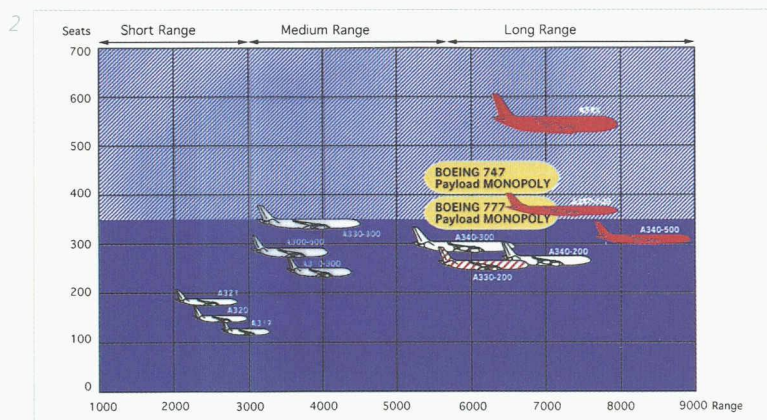 2
Seats
Short Range
Medium Range
Long Range
700
600
500
400
300
200
100
0
BOEING 747
Payload MONOPOLY
BOEING 777
Payload MONOPOLY
A330-300
A340-300
A340-500
A340-200
A330-200
A321
A320
1000
2000
3000
4000
5000
6000
7000
8000
9000 Range